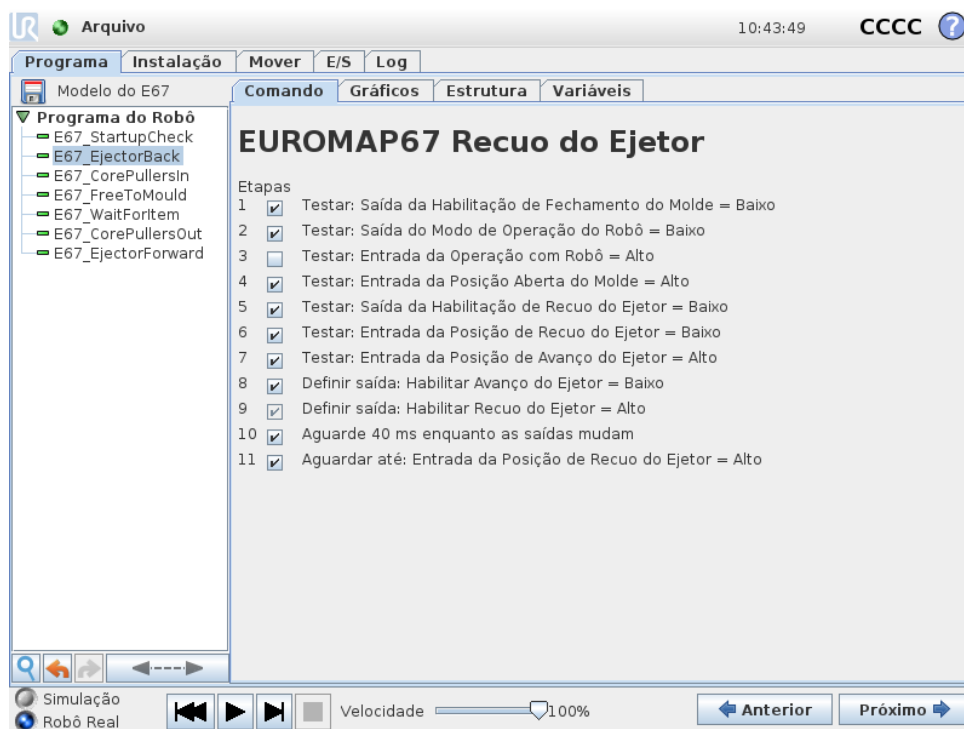 UR Arquivo 10:43:49 CCCC ?
Programa Instalação Mover E/S Log
Modelo do E67
Comando Gráficos Estrutura Variáveis
Programa do Robô
E67_StartupCheck
E67_EjectorBack
E67_CorePullersIn
E67_FreeToMould
E67_WaitForItem
E67_CorePullersOut
E67_EjectorForward
EUROMAP67 Recuo do Ejetor
Etapas
1 Testar: Saída da Habilitação de Fechamento do Molde = Baixo
2 Testar: Saída do Modo de Operação do Robô = Baixo
3 Testar: Entrada da Operação com Robô = Alto
4 Testar: Entrada da Posição Aberta do Molde = Alto
5 Testar: Saída da Habilitação de Recuo do Ejetor = Baixo
6 Testar: Entrada da Posição de Recuo do Ejetor = Baixo
7 Testar: Entrada da Posição de Avanço do Ejetor = Alto
8 Definir saída: Habilitar Avanço do Ejetor = Baixo
9 Definir saída: Habilitar Recuo do Ejetor = Alto
10 Aguarde 40 ms enquanto as saídas mudam
11 Aguardar até: Entrada da Posição de Recuo do Ejetor = Alto
Simulação
Robô Real
Velocidade 100%
Anterior Próximo